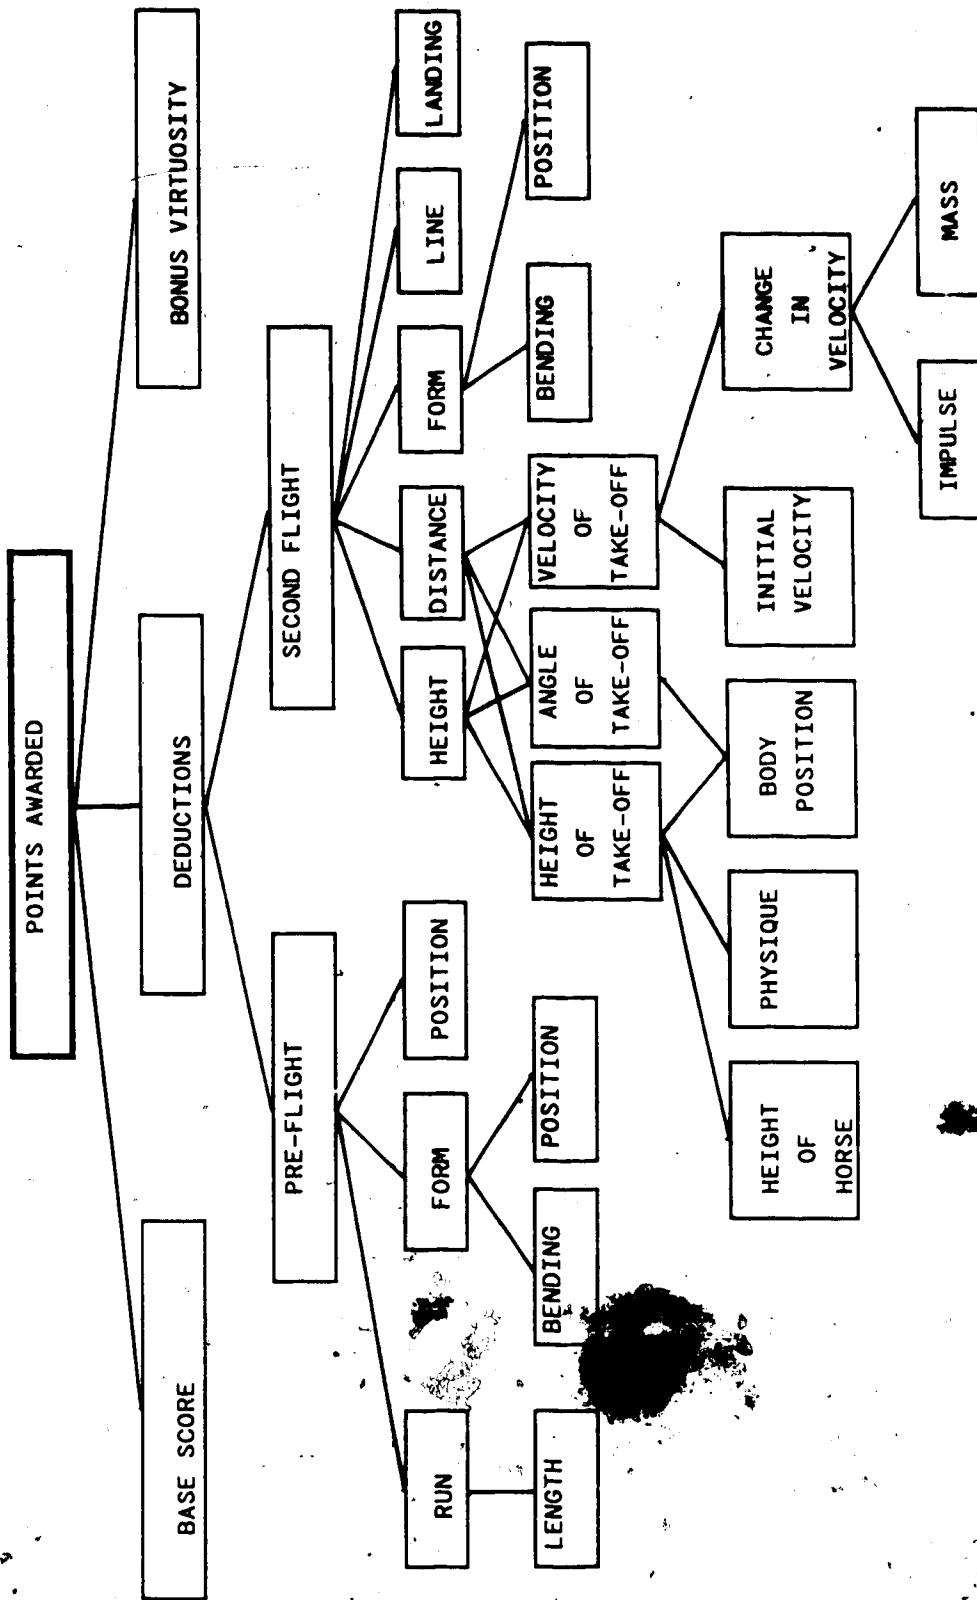 POINTS AWARDED
BASE SCORE
DEDUCTIONS
BONUS VIRTUOSITY
PRE-FLIGHT
SECOND FLIGHT
RUN
FORM
POSITION
HEIGHT
DISTANCE
FORM
LINE
LANDING
LENGTH
BENDING
POSITION
HEIGHT
OF
TAKE-OFF
ANGLE
OF
TAKE-OFF
VELOCITY
OF
TAKE-OFF
BENDING
POSITION
HEIGHT
OF
HORSE
PHYSIQUE
BODY
POSITION
INITIAL
VELOCITY
CHANGE
IN
VELOCITY
IMPULSE
MASS